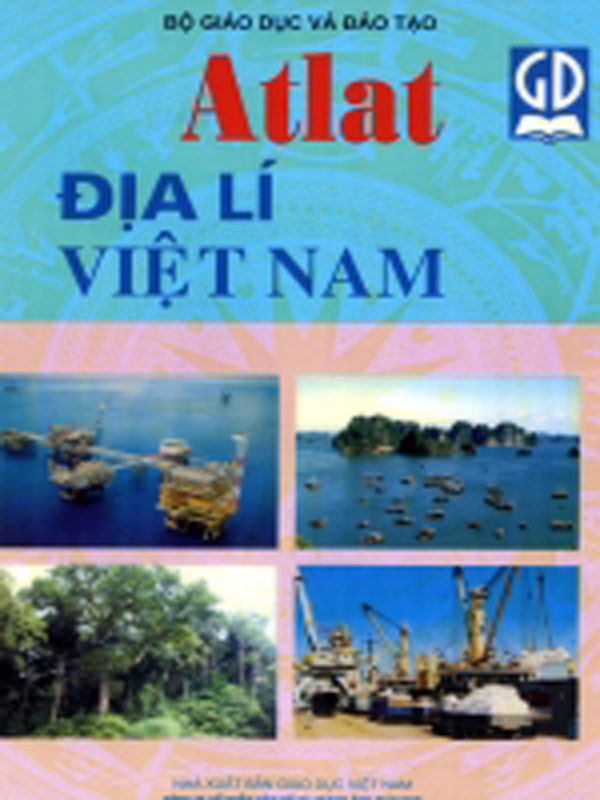 BỘ GIÁO DỤC VÀ ĐÀO TẠO
Atlat
GD
ĐỊA LÍ
VIỆT NAM
NHÀ XUẤT BẢN GIÁO DỤC VIỆT NAM